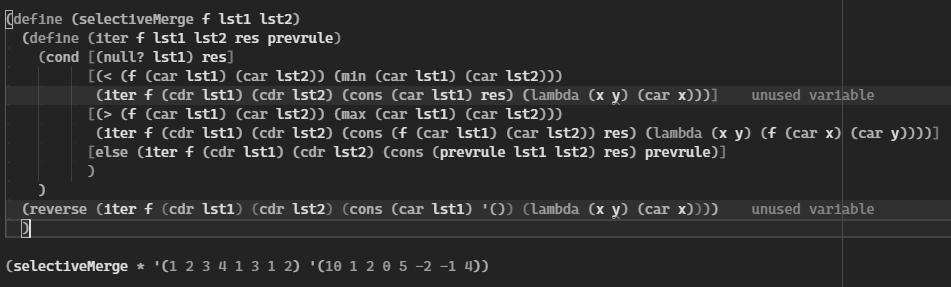 (define (selectiveMerge f lst1 lst2)
  (define (iter f lst1 lst2 res prevrule)
    (cond [(null? lst1) res]
          [(< (f (car lst1) (car lst2)) (min (car lst1) (car lst2)))
           (iter f (cdr lst1) (cdr lst2) (cons (car lst1) res) (lambda (x y) (car x)))]    unused variable
          [(> (f (car lst1) (car lst2)) (max (car lst1) (car lst2)))
           (iter f (cdr lst1) (cdr lst2) (cons (f (car lst1) (car lst2)) res) (lambda (x y) (f (car x) (car y))))]
          [else (iter f (cdr lst1) (cdr lst2) (cons (prevrule lst1 lst2) res) prevrule)]
          )
    )
  (reverse (iter f (cdr lst1) (cdr lst2) (cons (car lst1) '()) (lambda (x y) (car x))))    unused variable
  )
(selectiveMerge * '(1 2 3 4 1 3 1 2) '(10 1 2 0 5 -2 -1 4))